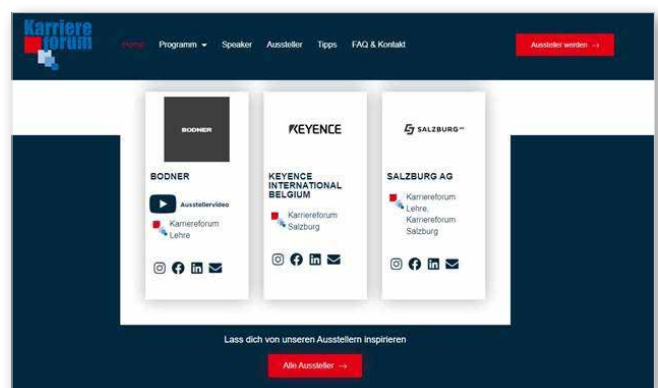 Karriere
forum
Home Programm Speaker Aussteller Tipps FAQ & Kontakt
Aussteller werden →
BODNER
BODNER
Ausstellervideo
Karriereforum
Lehre
KEYENCE
KEYENCE
INTERNATIONAL
BELGIUM
Karriereforum
Salzburg
SALZBURG AG
SALZBURG AG
Karriereforum
Lehre,
Karriereforum
Salzburg
Lass dich von unseren Ausstellern inspirieren
Alle Aussteller →